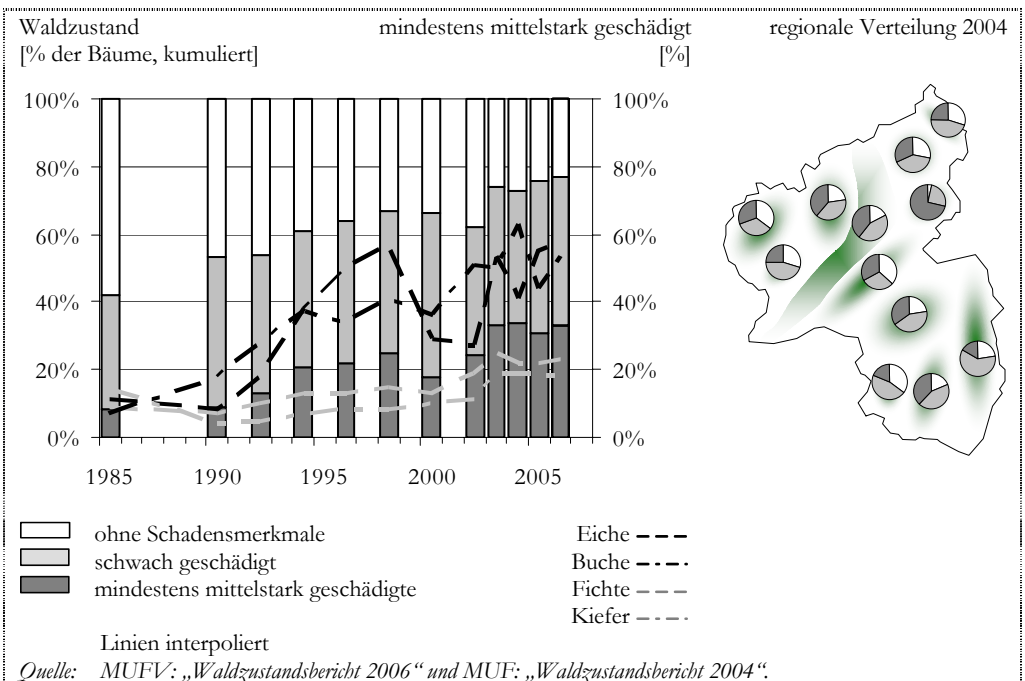 Waldzustand mindestens mittelstark geschädigt regionale Verteilung 2004
[% der Bäume, kumuliert] [%]
100% 100%
80% 80%
60% 60%
40% 40%
20% 20%
0% 0%
1985 1990 1995 2000 2005
ohne Schadensmerkmale Eiche
schwach geschädigt Buche
mindestens mittelstark geschädigte Fichte
Kiefer
Linien interpoliert
Quelle: MUFV: „Waldzustandsbericht 2006“ und MUF: „Waldzustandsbericht 2004“.